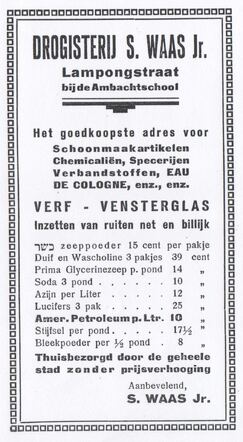 DROGISTERIJ S. WAAS Jr.
Lampongstraat
bij de Ambachtschool
Het goedkoopste adres voor
Schoonmaakartikelen
Chemicaliën, Specerijen
Verbandstoffen, EAU
DE COLOGNE, enz., enz.
VERF - VENSTERGLAS
Inzetten van ruiten net en billijk
כשר zeeppoeder 15 cent per pakje
Duif en Wascholine 3 pakjes 39 cent
Prima Glycerinezeep p. pond 14 „
Soda 3 pond . . . . . 10 „
Azijn per Liter . . . . . 12 „
Lucifers 3 pak . . . . . 25 „
Amer. Petroleum p. Ltr. 10 „
Stijfsel per pond . . . . 17½ „
Bleekpoeder per ½ pond . 8 „
Thuisbezorgd door de geheele
stad zonder prijsverhooging
Aanbevelend,
S. WAAS Jr.